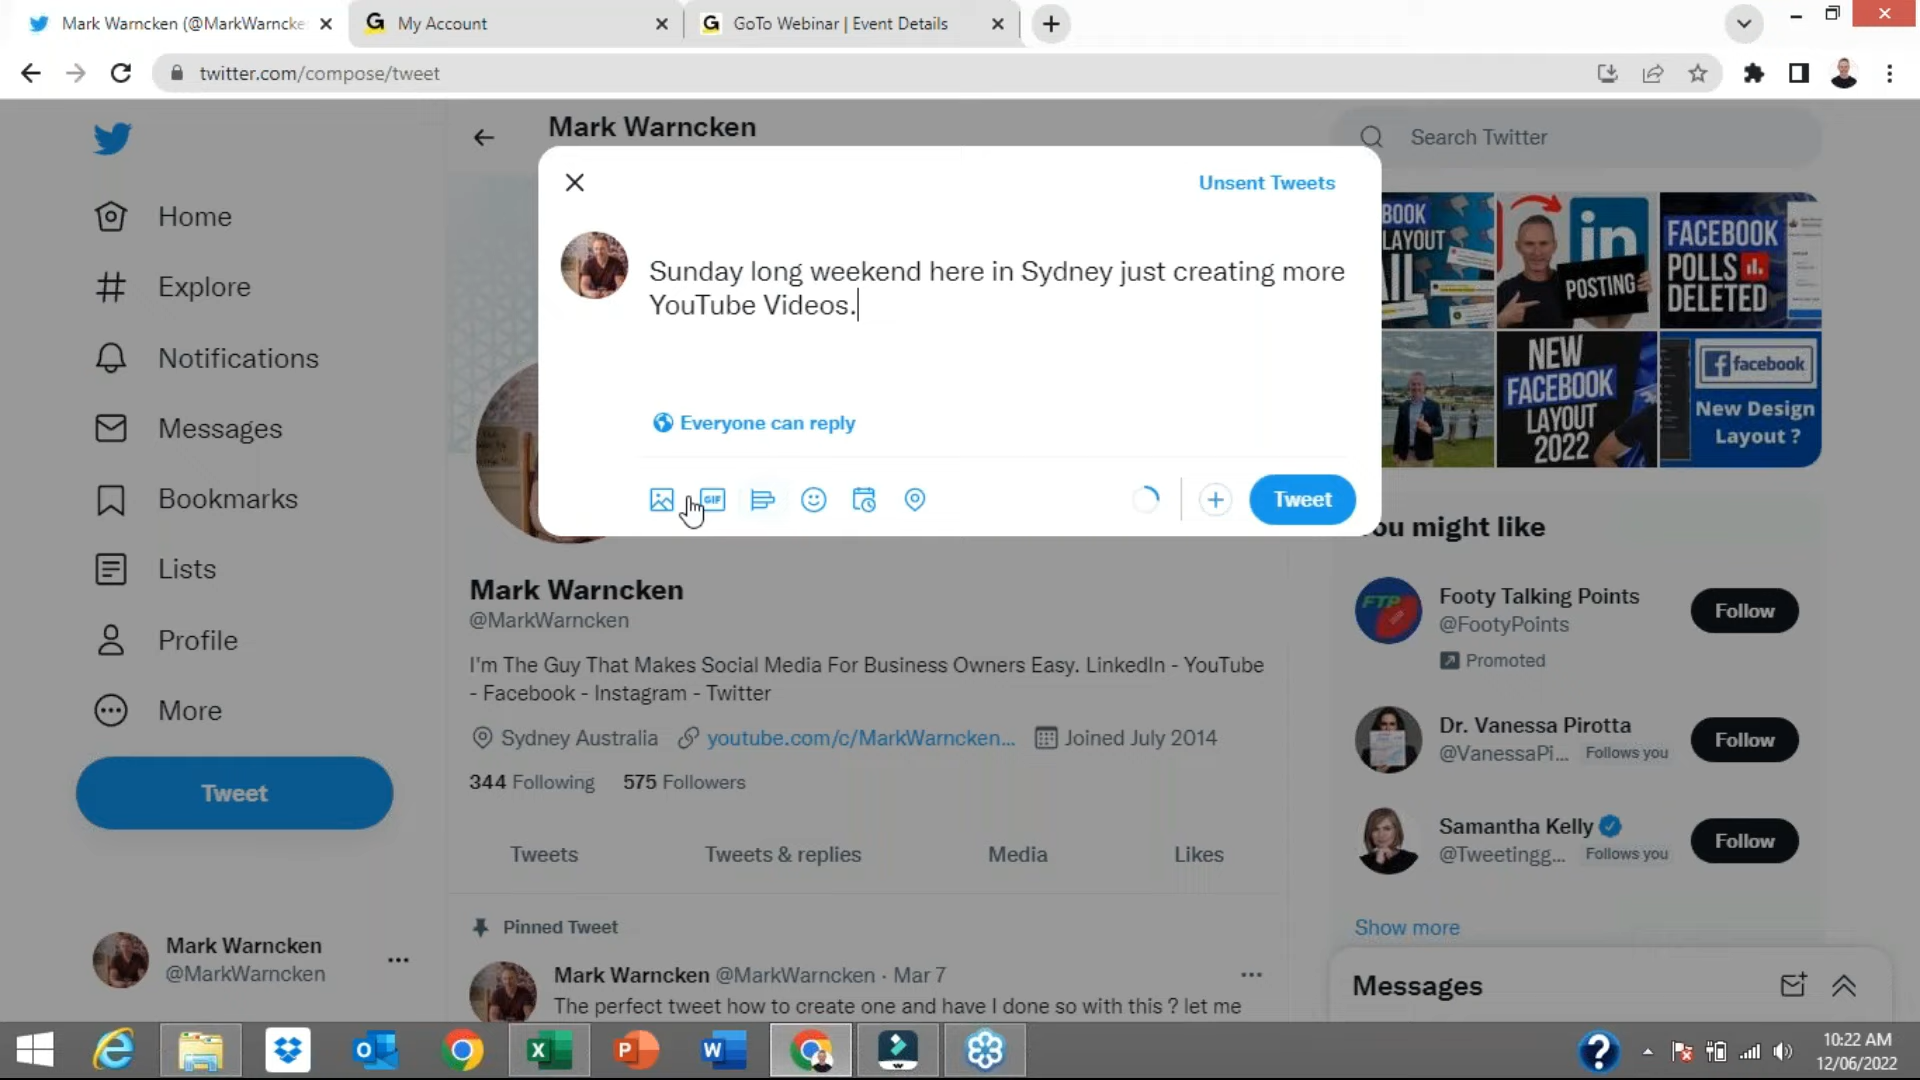 Mark Warncken (@MarkWarncke
My Account
GoTo Webinar | Event Details
twitter.com/compose/tweet
Mark Warncken
Search Twitter
Unsent Tweets
Sunday long weekend here in Sydney just creating more
YouTube Videos.
Everyone can reply
GIF
Tweet
Home
Explore
Notifications
Messages
Bookmarks
Lists
Profile
More
Tweet
Mark Warncken
@MarkWarncken
Mark Warncken
@MarkWarncken
I'm The Guy That Makes Social Media For Business Owners Easy. LinkedIn - YouTube
- Facebook - Instagram - Twitter
Sydney Australia
youtube.com/c/MarkWarncken...
Joined July 2014
344 Following
575 Followers
Tweets
Tweets & replies
Media
Likes
Pinned Tweet
Mark Warncken @MarkWarncken · Mar 7
The perfect tweet how to create one and have I done so with this ? let me
BOOK
LAYOUT
AIL
in
POSTING
FACEBOOK
POLLS
DELETED
NEW
FACEBOOK
LAYOUT
2022
facebook
New Design
Layout ?
You might like
FTP
Footy Talking Points
@FootyPoints
Promoted
Follow
Dr. Vanessa Pirotta
@VanessaPi... Follows you
Follow
Samantha Kelly
@Tweetingg... Follows you
Follow
Show more
Messages
10:22 AM
12/06/2022